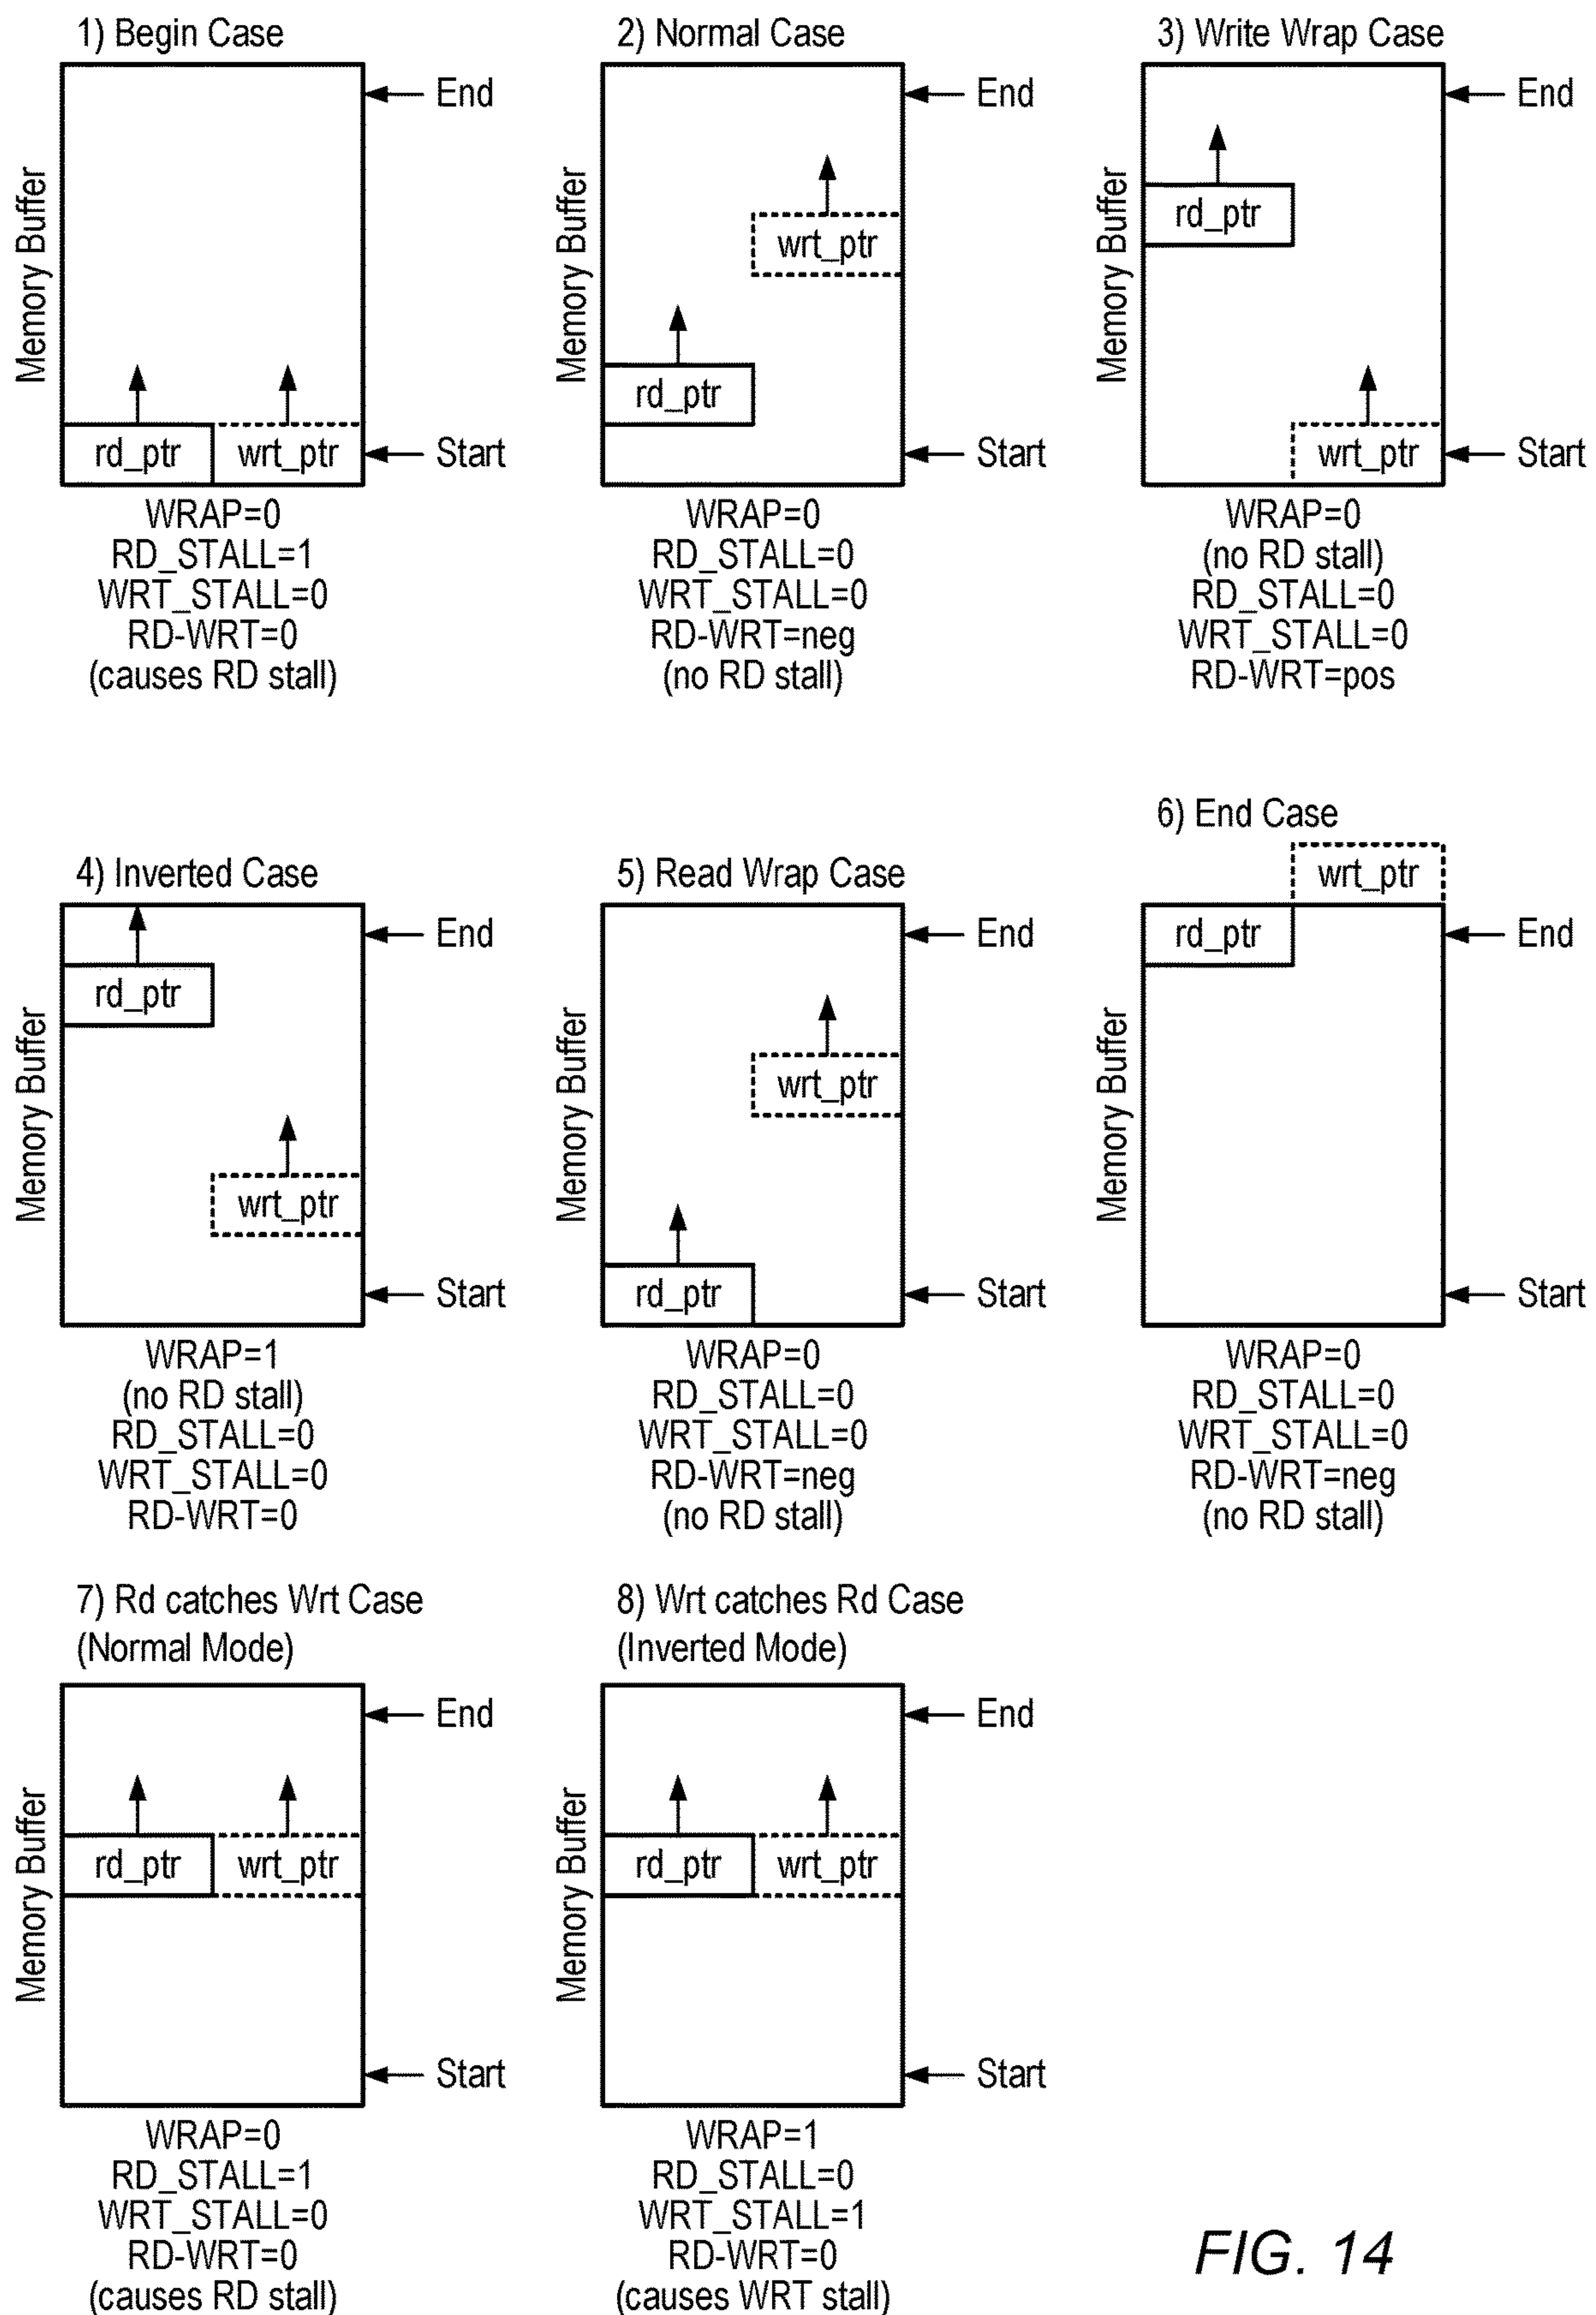 1) Begin Case
Memory Buffer
End
rd_ptr
wrt_ptr
Start
WRAP=0
RD_STALL=1
WRT_STALL=0
RD-WRT=0
(causes RD stall)
2) Normal Case
Memory Buffer
End
wrt_ptr
rd_ptr
Start
WRAP=0
RD_STALL=0
WRT_STALL=0
RD-WRT=neg
(no RD stall)
3) Write Wrap Case
Memory Buffer
End
rd_ptr
wrt_ptr
Start
WRAP=0
(no RD stall)
RD_STALL=0
WRT_STALL=0
RD-WRT=pos
4) Inverted Case
Memory Buffer
End
rd_ptr
wrt_ptr
Start
WRAP=1
(no RD stall)
RD_STALL=0
WRT_STALL=0
RD-WRT=0
5) Read Wrap Case
Memory Buffer
End
wrt_ptr
rd_ptr
Start
WRAP=0
RD_STALL=0
WRT_STALL=0
RD-WRT=neg
(no RD stall)
6) End Case
wrt_ptr
Memory Buffer
rd_ptr
End
Start
WRAP=0
RD_STALL=0
WRT_STALL=0
RD-WRT=neg
(no RD stall)
7) Rd catches Wrt Case
(Normal Mode)
Memory Buffer
End
rd_ptr
wrt_ptr
Start
WRAP=0
RD_STALL=1
WRT_STALL=0
RD-WRT=0
(causes RD stall)
8) Wrt catches Rd Case
(Inverted Mode)
Memory Buffer
End
rd_ptr
wrt_ptr
Start
WRAP=1
RD_STALL=0
WRT_STALL=1
RD-WRT=0
(causes WRT stall)
FIG. 14